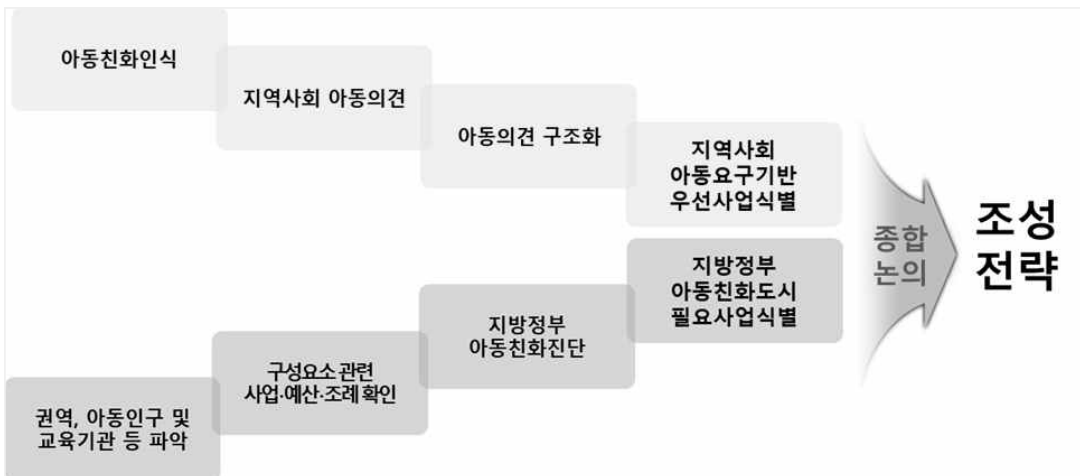 아동친화인식
지역사회 아동의견
아동의견 구조화
지역사회
아동요구기반
우선사업식별
권역, 아동인구 및
교육기관 등 파악
구성요소 관련
사업·예산·조례 확인
지방정부
아동친화진단
지방정부
아동친화도시
필요사업식별
종합
논의
조성
전략